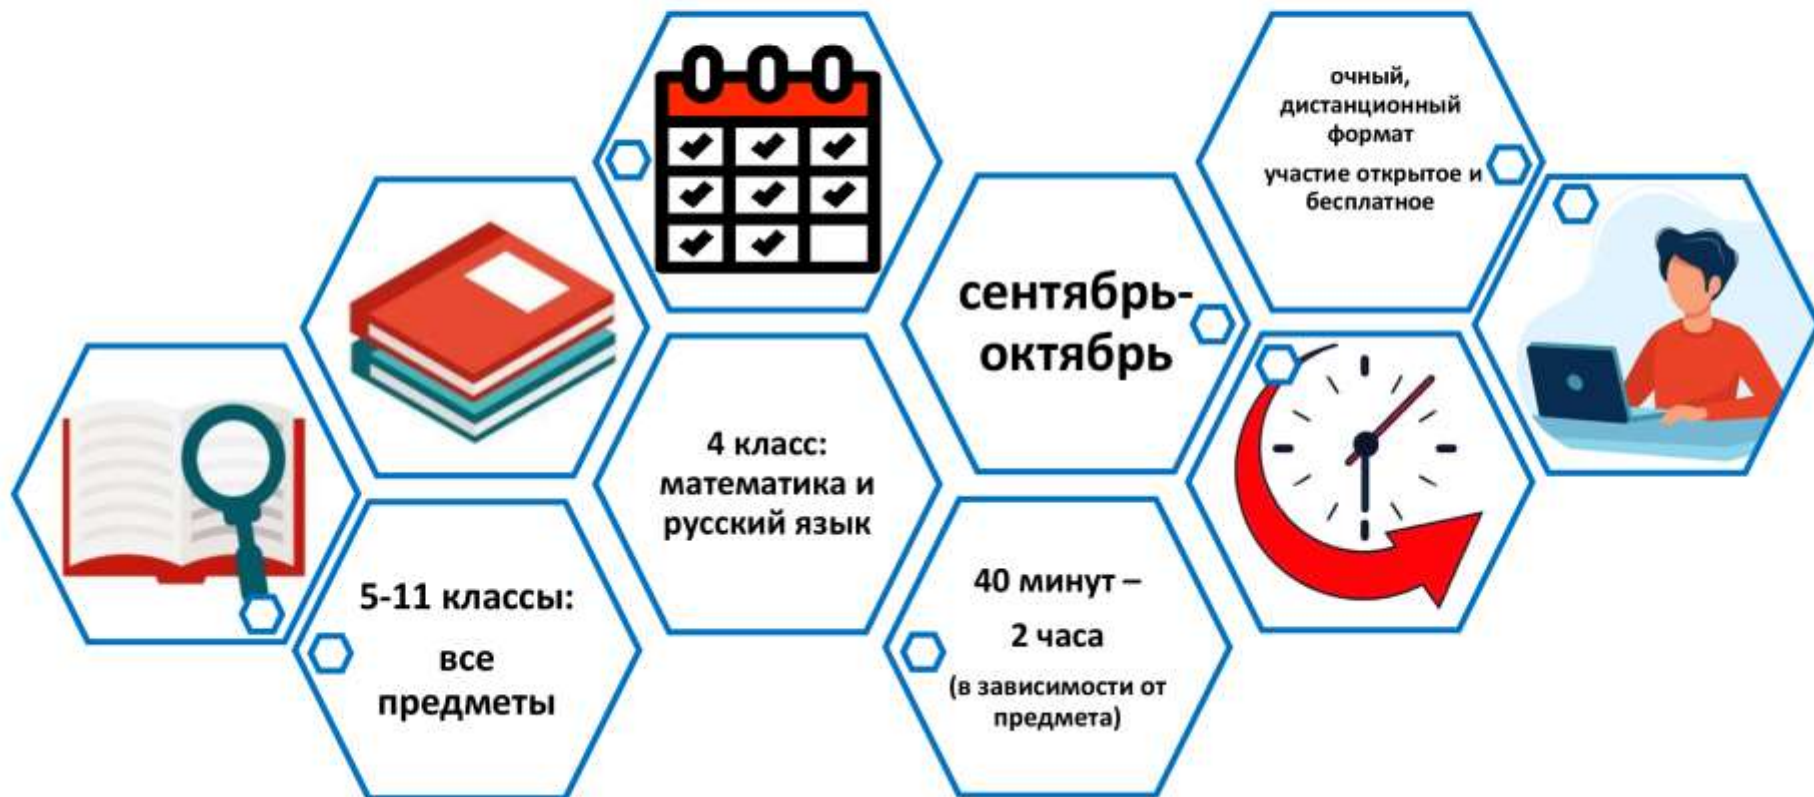 5-11 классы:
все
предметы
4 класс:
математика и
русский язык
сентябрь-
октябрь
40 минут –
2 часа
(в зависимости от
предмета)
очный,
дистанционный
формат
участие открытое и
бесплатное